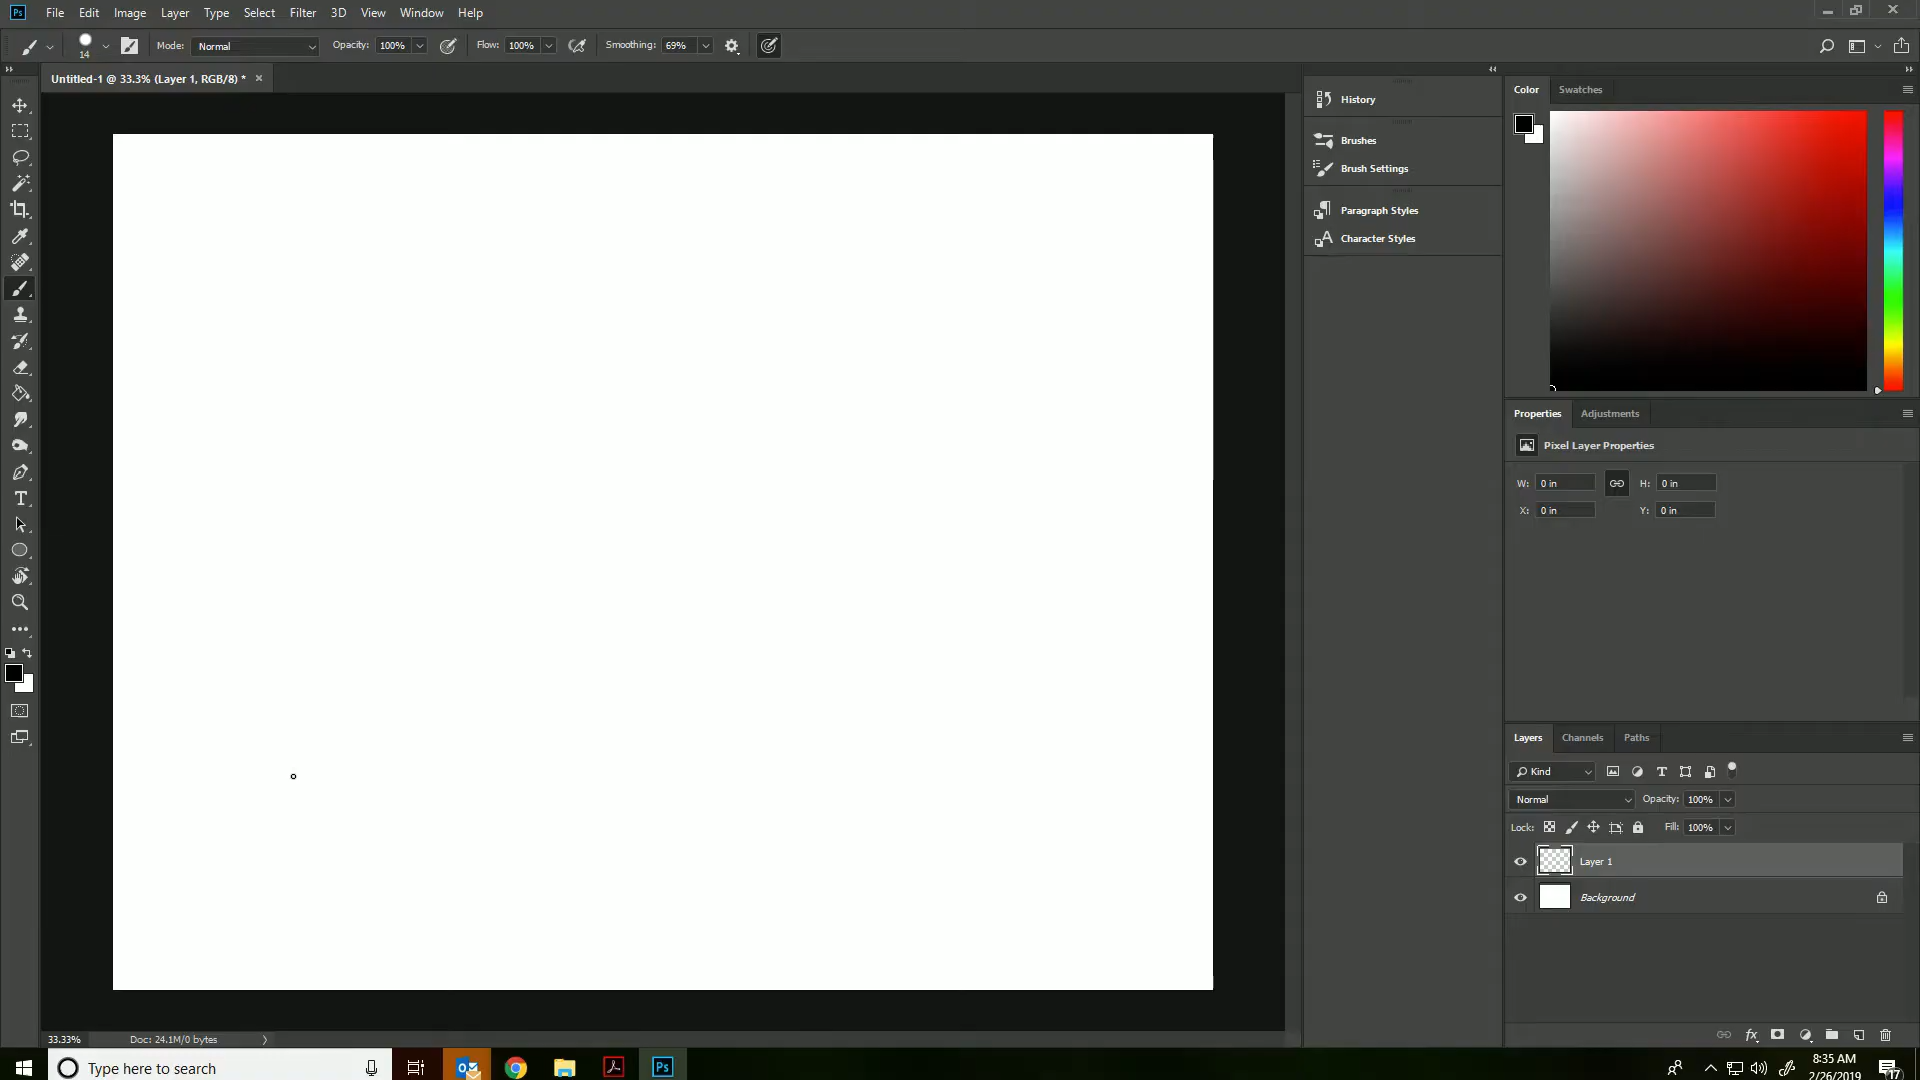 Ps File Edit Image Layer Type Select Filter 3D View Window Help
14 Mode: Normal Opacity: 100% Flow: 100% Smoothing: 69%
Untitled-1 @ 33.3% (Layer 1, RGB/8) *
History
Brushes
Brush Settings
Paragraph Styles
Character Styles
Color Swatches
Properties Adjustments
Pixel Layer Properties
W: 0 in H: 0 in
X: 0 in Y: 0 in
Layers Channels Paths
Kind
Normal Opacity: 100%
Lock: Fill: 100%
Layer 1
Background
33.33% Doc: 24.1M/0 bytes
Type here to search
Ps
8:35 AM
2/26/2019
17